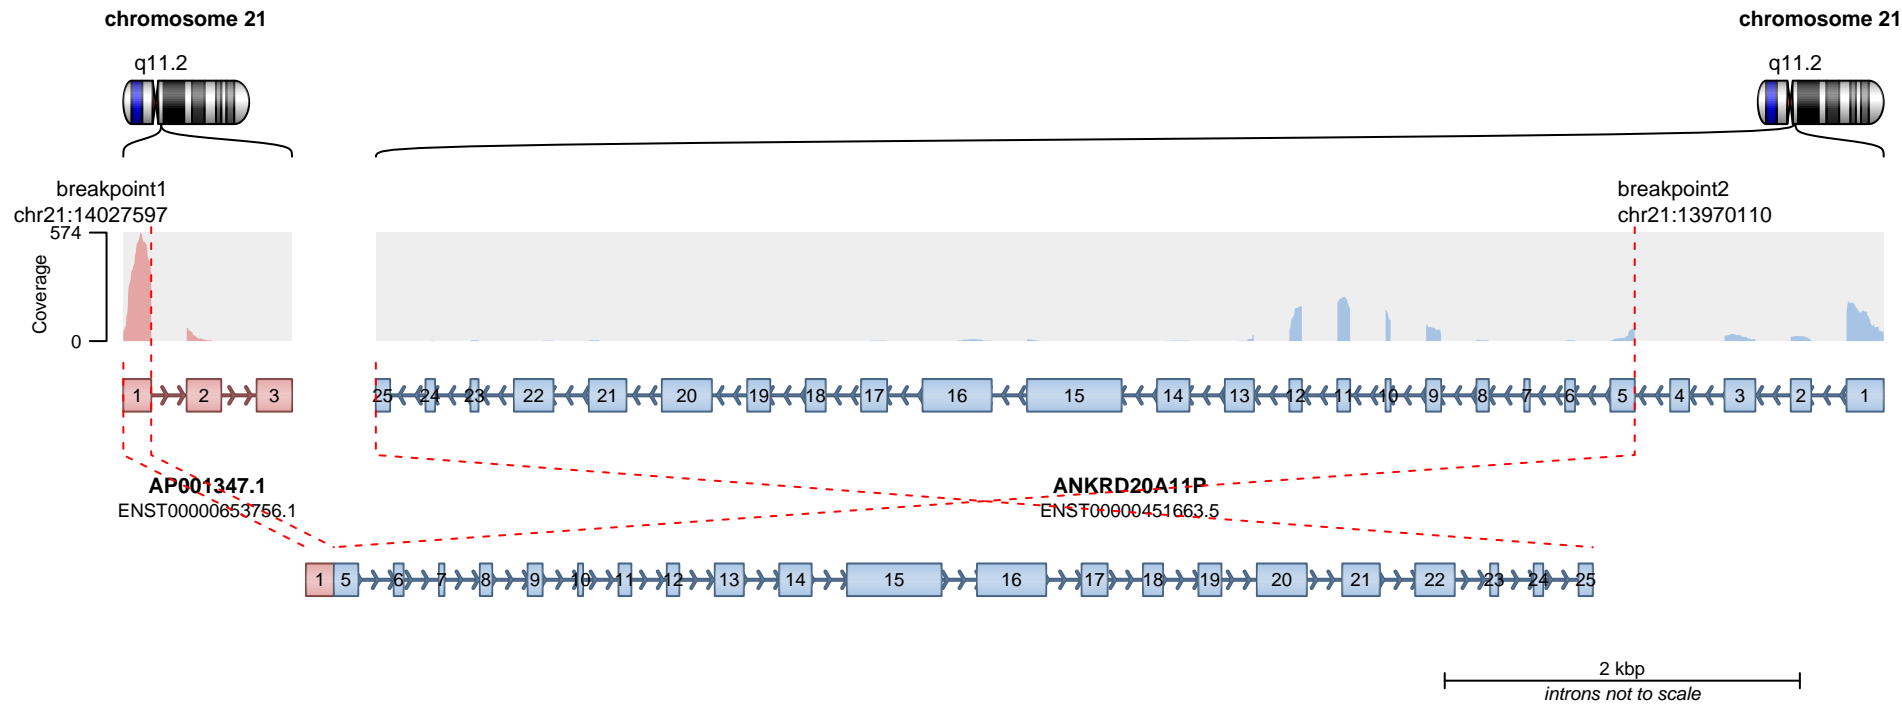 chromosome 21
chromosome 21
q11.2
q11.2
breakpoint1
chr21:14027597
breakpoint2
chr21:13970110
574
Coverage
0
1 2 3
25 24 23 22 21 20 19 18 17 16 15 14 13 12 11 10 9 8 7 6 5 4 3 2 1
AP001347.1
ENST00000653756.1
ANKRD20A11P
ENST00000451663.5
1 5 6 7 8 9 10 11 12 13 14 15 16 17 18 19 20 21 22 23 24 25
2 kbp
introns not to scale